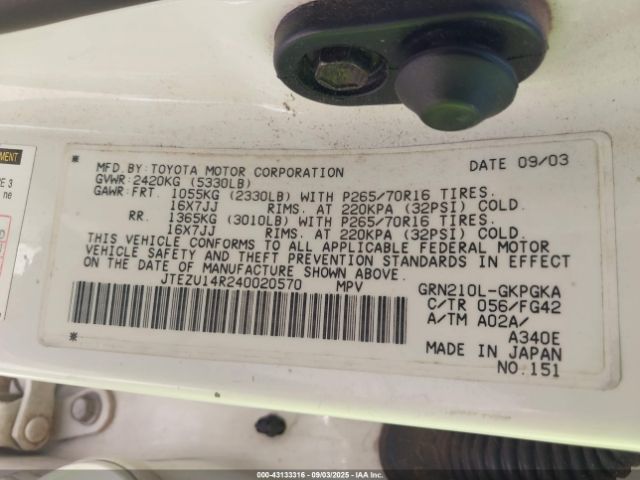 MENT
E 3
ne
* MFD. BY: TOYOTA MOTOR CORPORATION DATE 09/03
GVWR: 2420KG (5330LB)
GAWR: FRT. 1055KG (2330LB) WITH P265/70R16 TIRES.
16X7JJ RIMS. AT 220KPA (32PSI) COLD.
RR. 1365KG (3010LB) WITH P265/70R16 TIRES.
16X7JJ RIMS. AT 220KPA (32PSI) COLD.
THIS VEHICLE CONFORMS TO ALL APPLICABLE FEDERAL MOTOR
VEHICLE SAFETY AND THEFT PREVENTION STANDARDS IN EFFECT
ON THE DATE OF MANUFACTURE SHOWN ABOVE.
JTEZU14R240020570 MPV GRN210L-GKPGKA
C/TR 056/FG42
A/TM A02A/
A340E
* MADE IN JAPAN
NO.151
000-43133316 - 09/03/2025 - IAAI